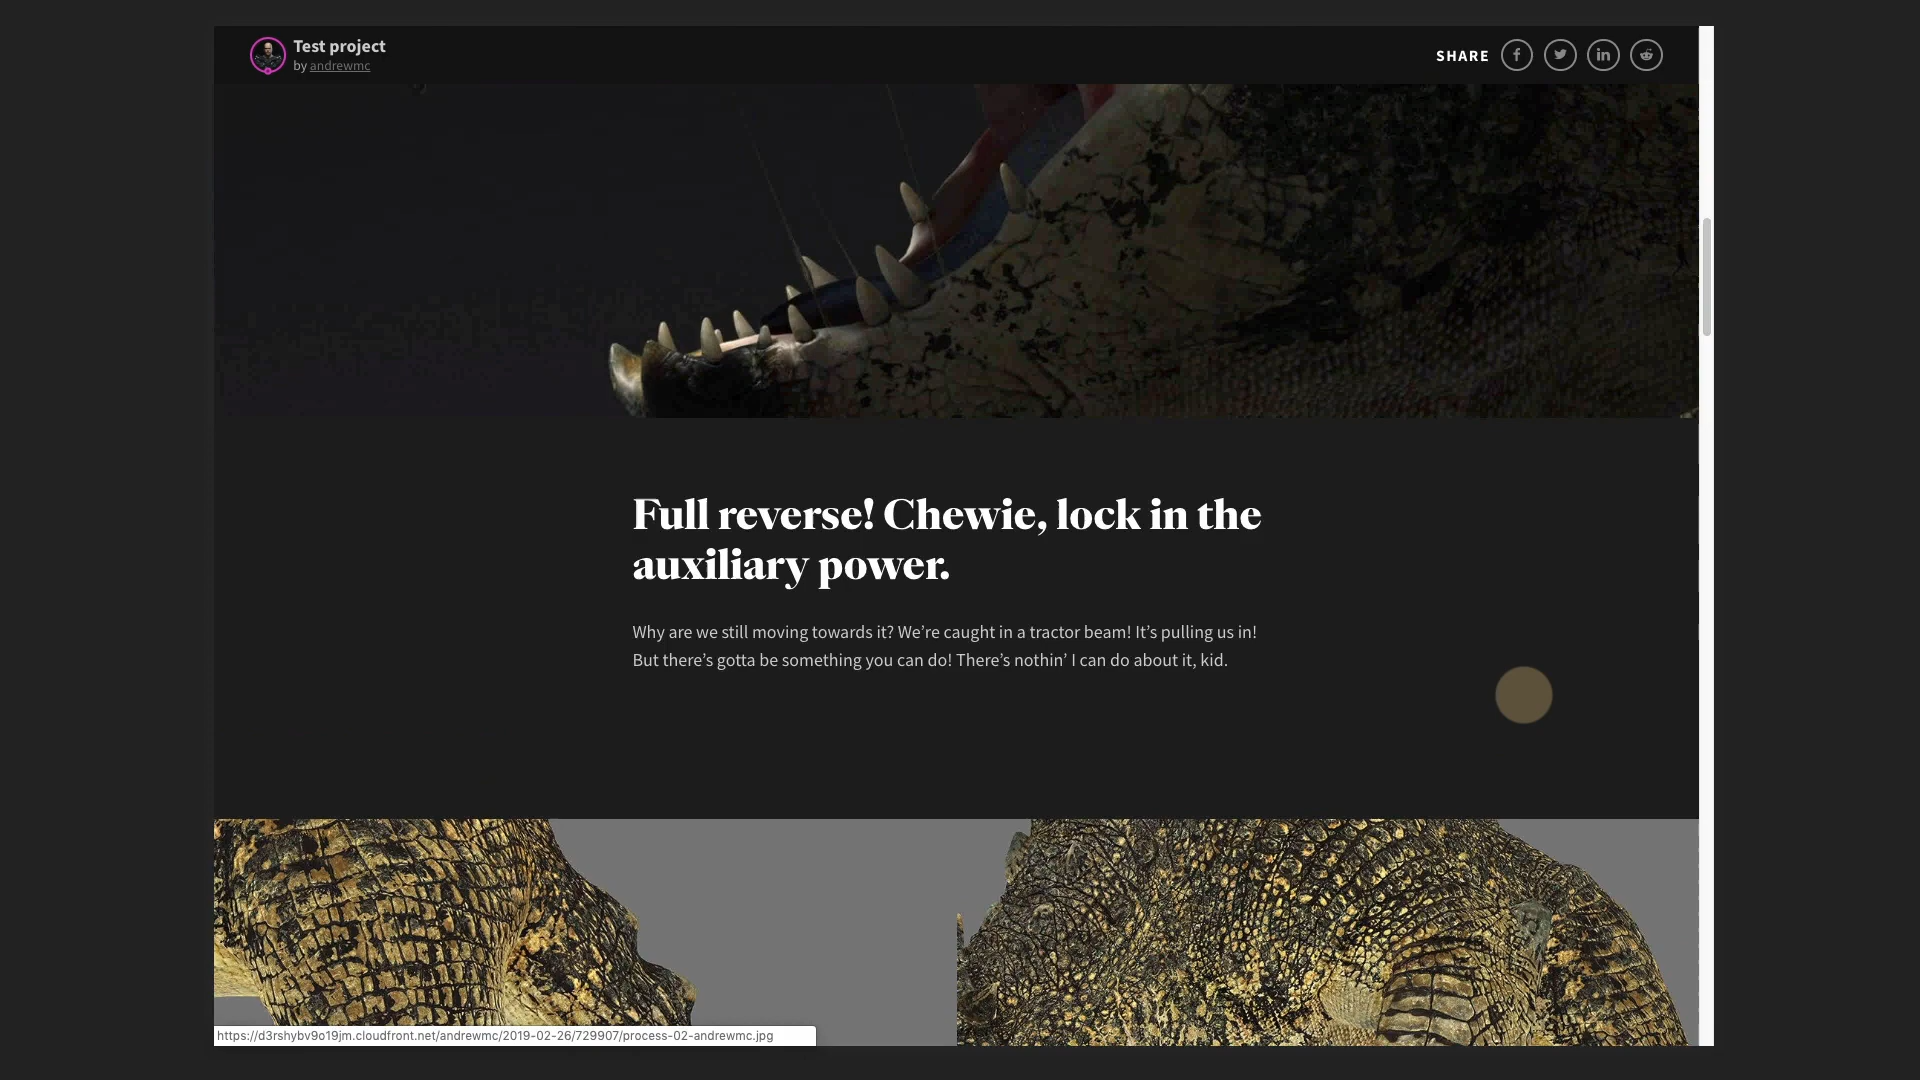 Test project
by andrewmc
SHARE
Full reverse! Chewie, lock in the
auxiliary power.
Why are we still moving towards it? We’re caught in a tractor beam! It’s pulling us in!
But there’s gotta be something you can do! There’s nothin’ I can do about it, kid.
https://d3rshybv9o19jm.cloudfront.net/andrewmc/2019-02-26/729907/process-02-andrewmc.jpg